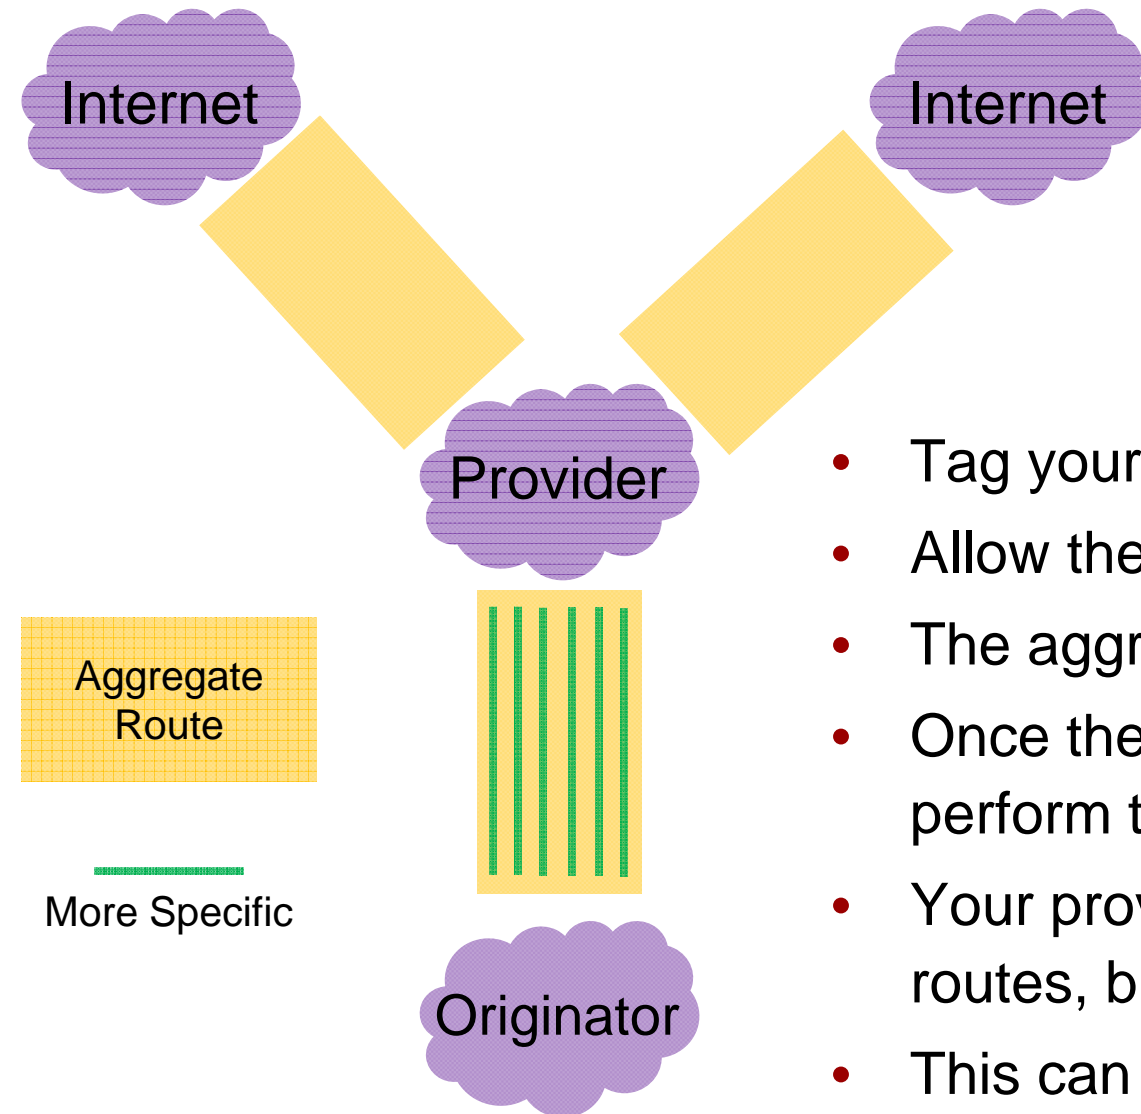 Internet
Internet
Provider
Aggregate
Route
More Specific
Originator
• Tag your
• Allow the
• The aggr
• Once the
perform t
• Your prov
routes, b
• This can